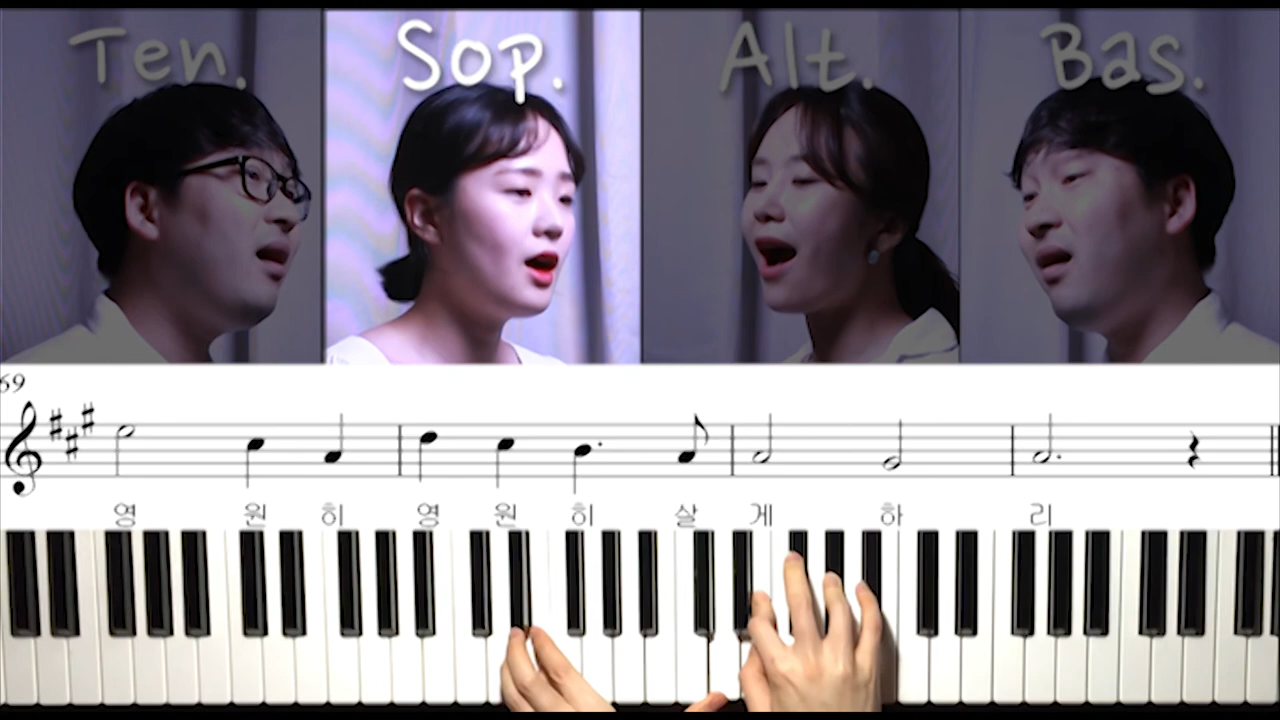 Ten. Sop. Alt. Bas.
69
영 원 히 영 원 히 살 게 하 리